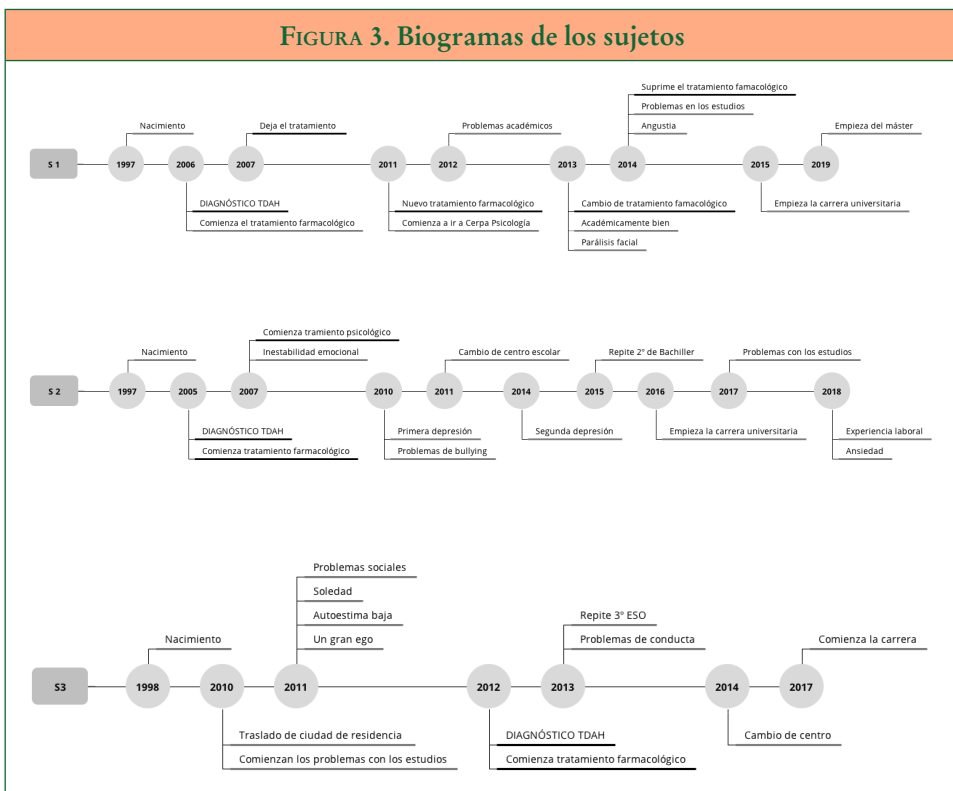 FIGURA 3. Biogramas de los sujetos
Suprime el tratamiento famacológico
Problemas en los estudios
Nacimiento
Deja el tratamiento
Problemas académicos
Angustia
Empieza del máster
S 1
1997
2006
2007
2011
2012
2013
2014
2015
2019
DIAGNÓSTICO TDAH
Comienza el tratamiento farmacológico
Nuevo tratamiento farmacológico
Comienza a ir a Cerpa Psicología
Cambio de tratamiento famacológico
Académicamente bien
Parálisis facial
Empieza la carrera universitaria
Comienza tramiento psicológico
Nacimiento
Inestabilidad emocional
Cambio de centro escolar
Repite 2º de Bachiller
Problemas con los estudios
S 2
1997
2005
2007
2010
2011
2014
2015
2016
2017
2018
DIAGNÓSTICO TDAH
Comienza tratamiento farmacológico
Primera depresión
Problemas de bullying
Segunda depresión
Empieza la carrera universitaria
Experiencia laboral
Ansiedad
Problemas sociales
Soledad
Autoestima baja
Un gran ego
Nacimiento
Repite 3º ESO
Problemas de conducta
Comienza la carrera
S3
1998
2010
2011
2012
2013
2014
2017
Traslado de ciudad de residencia
Comienzan los problemas con los estudios
DIAGNÓSTICO TDAH
Comienza tratamiento farmacológico
Cambio de centro